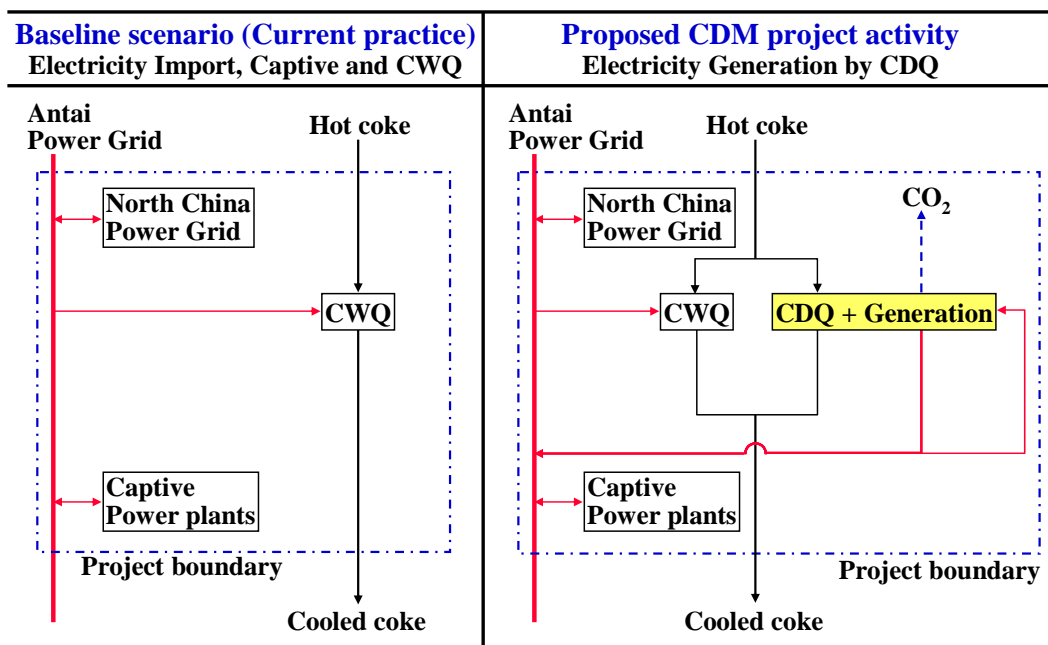 Baseline scenario (Current practice)
Electricity Import, Captive and CWQ
Antai
Power Grid
Hot coke
North China
Power Grid
CWQ
Captive
Power plants
Project boundary
Cooled coke
Proposed CDM project activity
Electricity Generation by CDQ
Antai
Power Grid
Hot coke
North China
Power Grid
CO₂
CWQ
CDQ + Generation
Captive
Power plants
Project boundary
Cooled coke